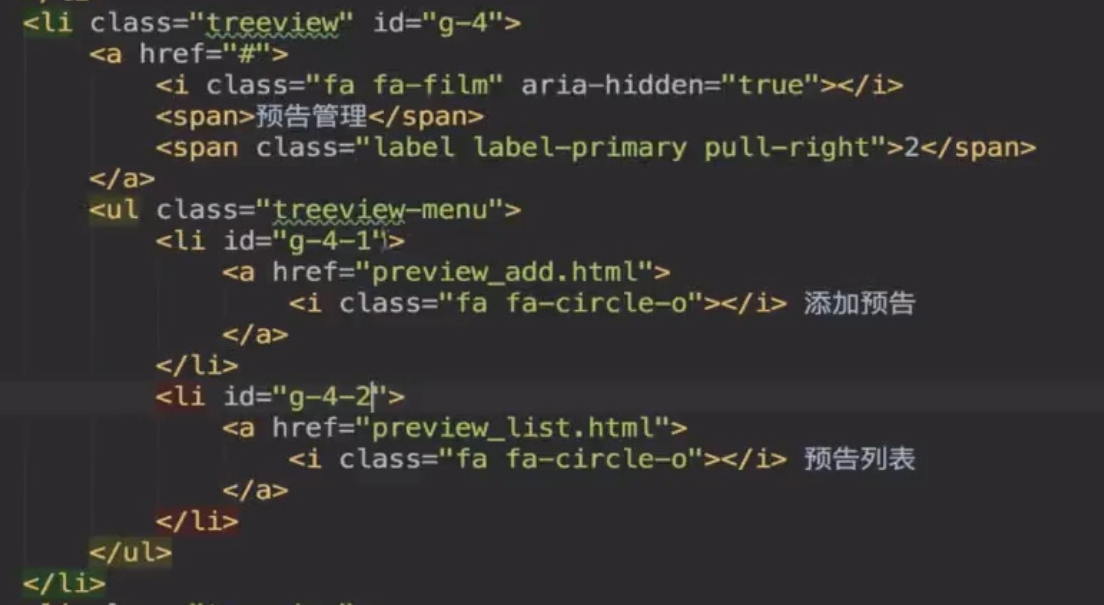 <li class="treeview" id="g-4">
<a href="#">
<i class="fa fa-film" aria-hidden="true"></i>
<span>预告管理</span>
<span class="label label-primary pull-right">2</span>
</a>
<ul class="treeview-menu">
<li id="g-4-1">
<a href="preview_add.html">
<i class="fa fa-circle-o"></i> 添加预告
</a>
</li>
<li id="g-4-2">
<a href="preview_list.html">
<i class="fa fa-circle-o"></i> 预告列表
</a>
</li>
</ul>
</li>